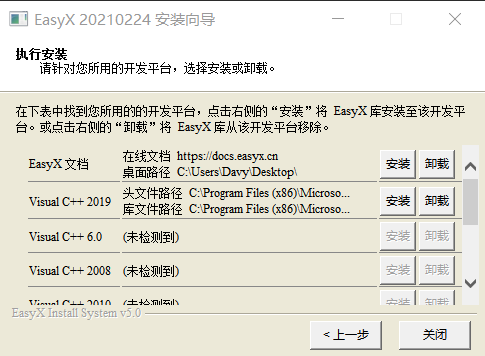 EasyX 20210224 安装向导
执行安装
请针对您所用的开发平台，选择安装或卸载。
在下表中找到您所用的的开发平台，点击右侧的“安装”将 EasyX 库安装至该开发平
台。或点击右侧的“卸载”将 EasyX 库从该开发平台移除。
EasyX 文档 在线文档 https://docs.easyx.cn 安装 卸载
桌面路径 C:\Users\Davy\Desktop\
Visual C++ 2019 头文件路径 C:\Program Files (x86)\Microso... 安装 卸载
库文件路径 C:\Program Files (x86)\Microso...
Visual C++ 6.0 (未检测到) 安装 卸载
Visual C++ 2008 (未检测到) 安装 卸载
Visual C++ 2010 (未检测到) 安装 卸载
EasyX Install System v5.0
< 上一步 关闭